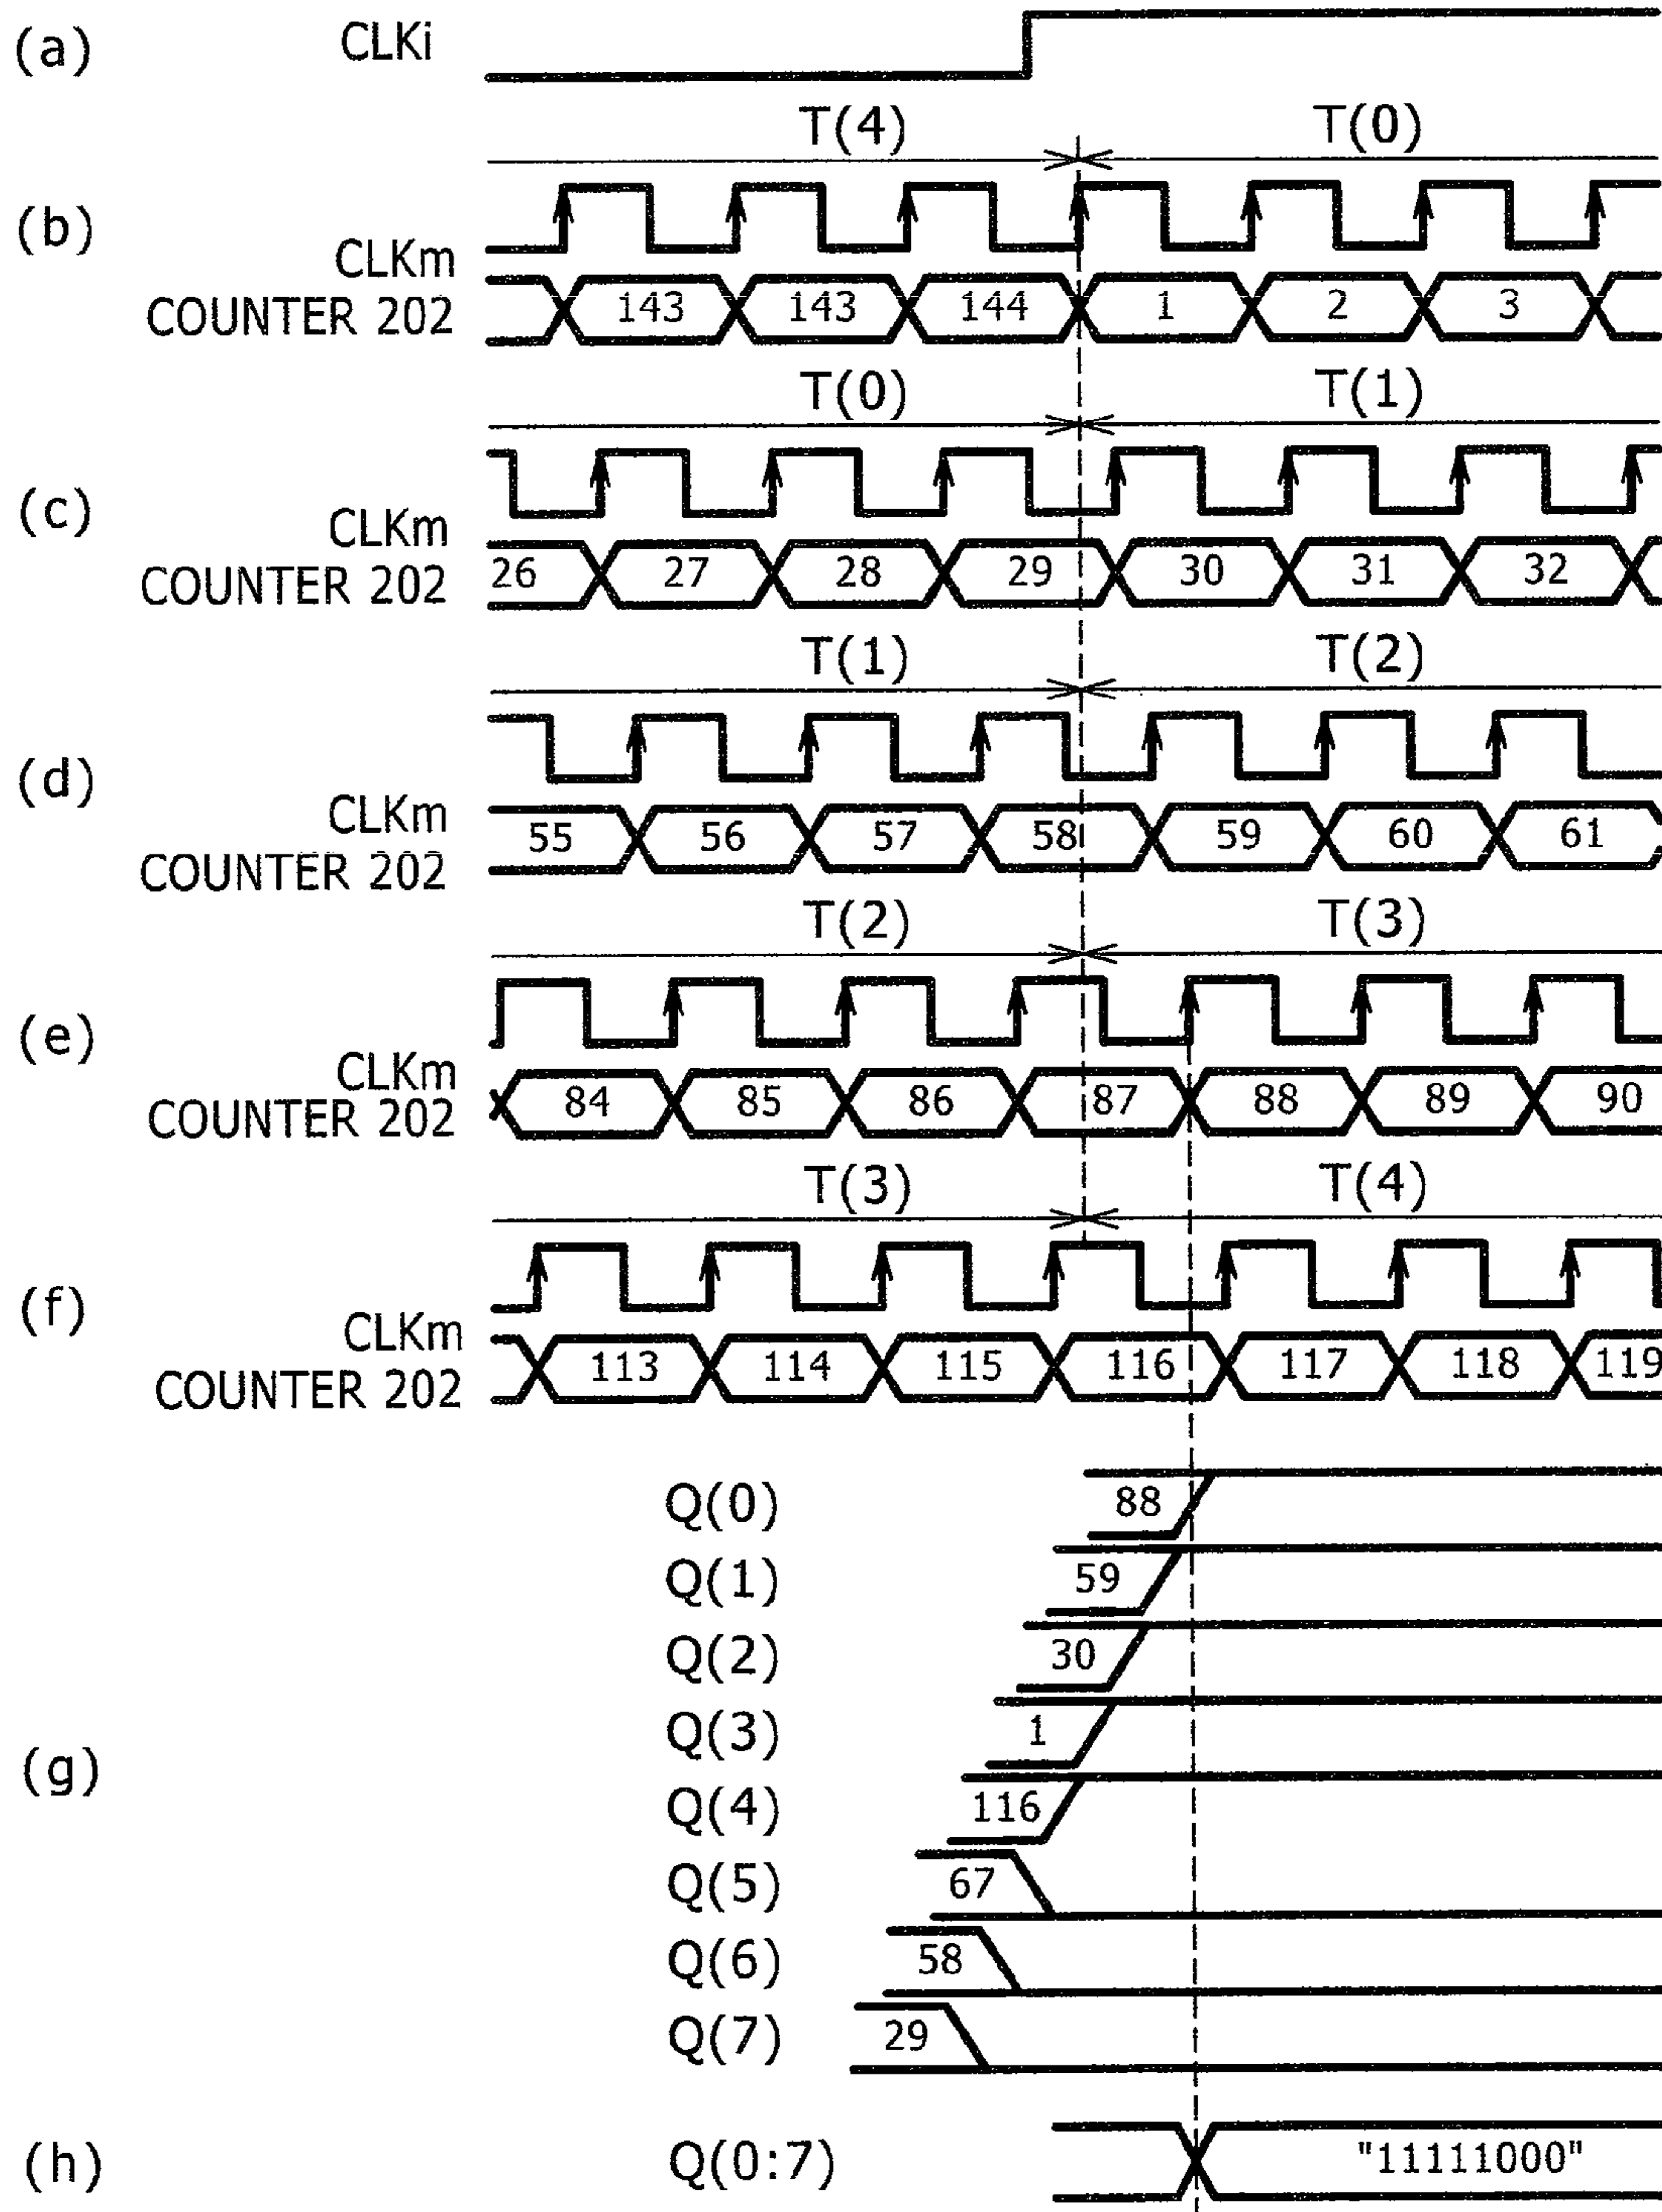 (a) CLKi
T(4) T(0)
(b) CLKm
COUNTER 202 143 143 144 1 2 3
T(0) T(1)
(c) CLKm
COUNTER 202 26 27 28 29 30 31 32
T(1) T(2)
(d) CLKm
COUNTER 202 55 56 57 58 59 60 61
T(2) T(3)
(e) CLKm
COUNTER 202 84 85 86 87 88 89 90
T(3) T(4)
(f) CLKm
COUNTER 202 113 114 115 116 117 118 119
(g)
Q(0) 88
Q(1) 59
Q(2) 30
Q(3) 1
Q(4) 116
Q(5) 67
Q(6) 58
Q(7) 29
(h) Q(0:7) "11111000"